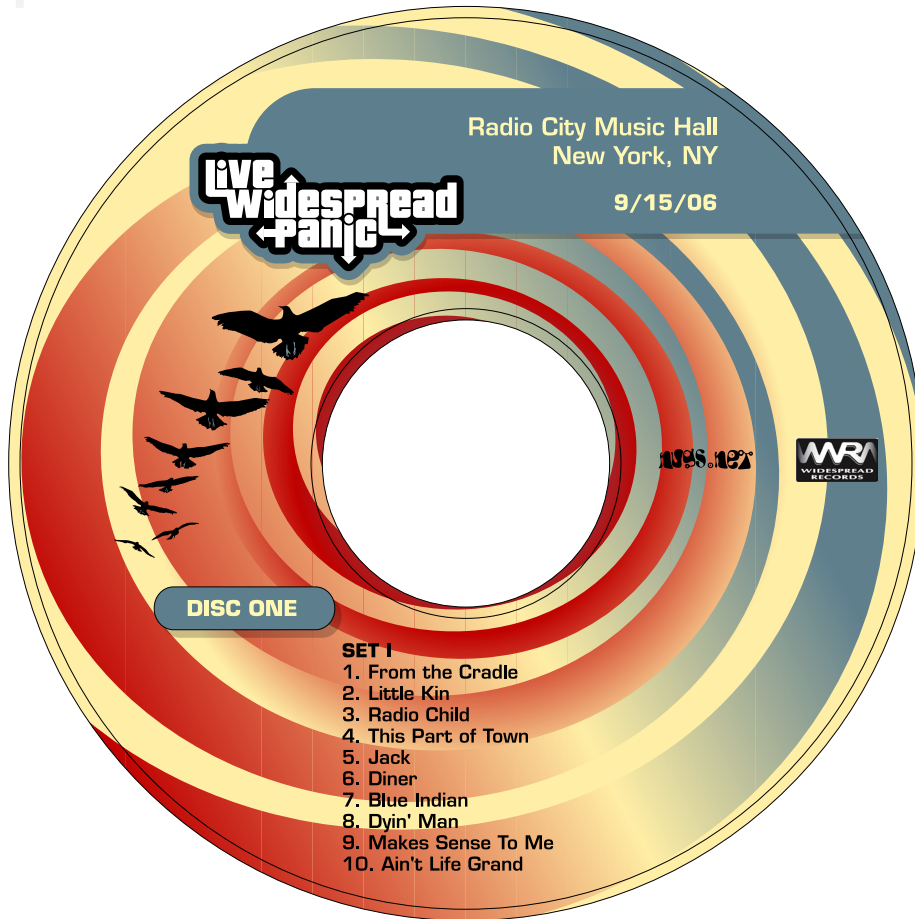 Radio City Music Hall
New York, NY
9/15/06
Live
Widespread
Panic
nugs.net
WIDESPREAD
RECORDS
DISC ONE
SET I
1. From the Cradle
2. Little Kin
3. Radio Child
4. This Part of Town
5. Jack
6. Diner
7. Blue Indian
8. Dyin' Man
9. Makes Sense To Me
10. Ain't Life Grand